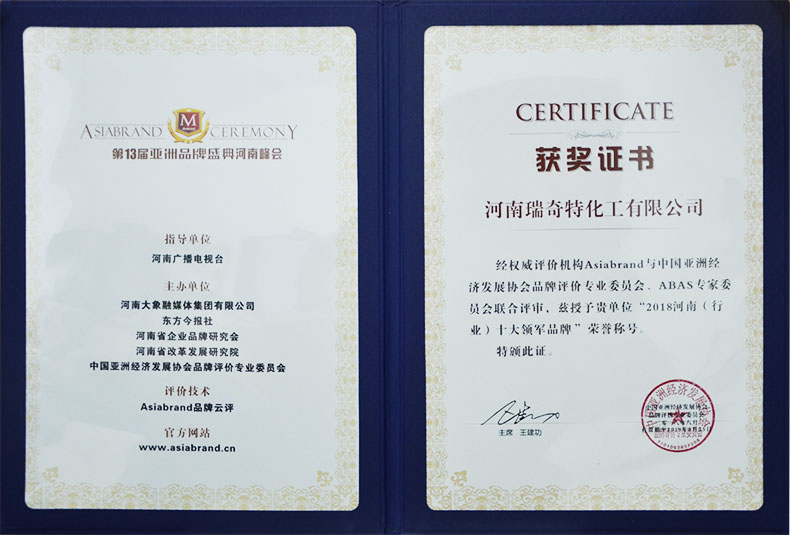 ASIABRAND CEREMONY
M
第13届亚洲品牌盛典河南峰会
指导单位
河南广播电视台
主办单位
河南大象融媒体集团有限公司
东方今报社
河南省企业品牌研究会
河南省改革发展研究院
中国亚洲经济发展协会品牌评价专业委员会
评价技术
Asiabrand品牌云评
官方网站
www.asiabrand.cn
CERTIFICATE
获奖证书
河南瑞奇特化工有限公司
经权威评价机构Asiabrand与中国亚洲经
济发展协会品牌评价专业委员会、ABAS专家委
员会联合评审，兹授予贵单位“2018河南（行
业）十大领军品牌”荣誉称号。
特颁此证。
主席 王建功
亚洲经济发展